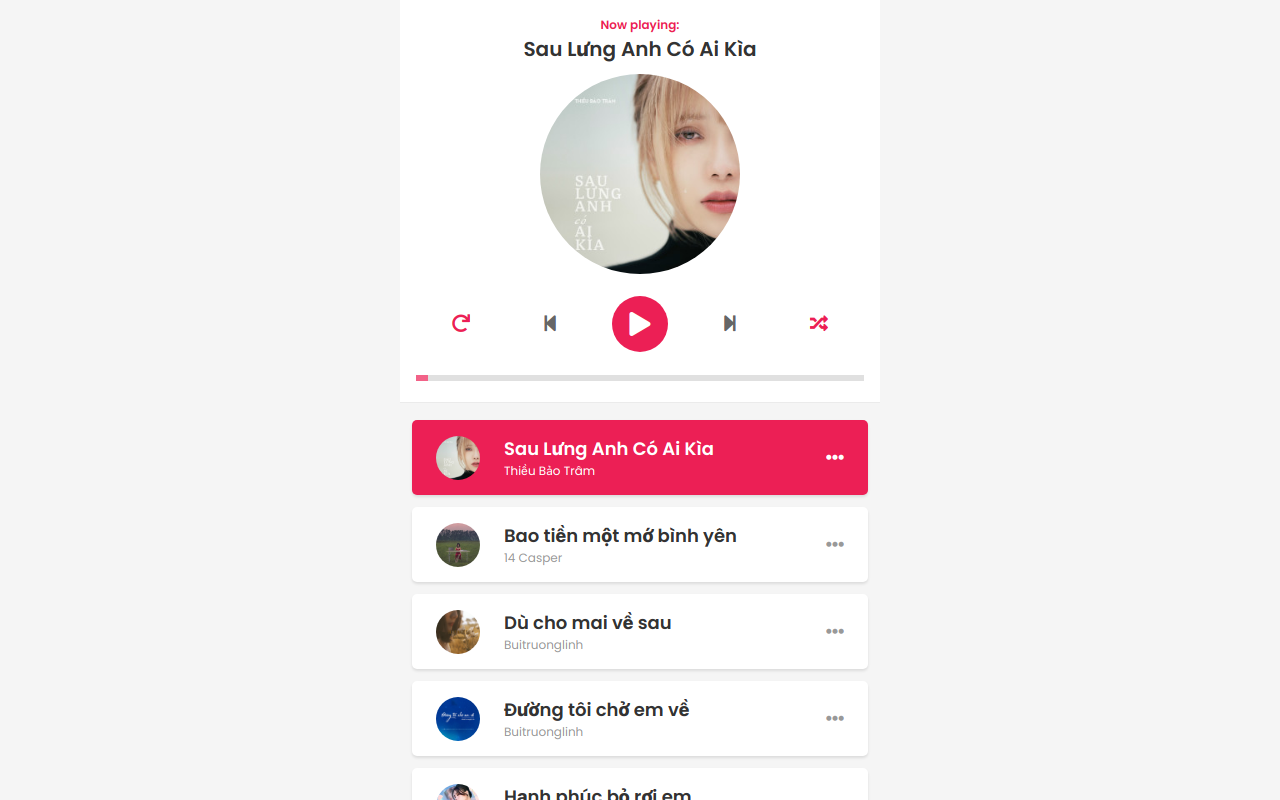 Now playing:
Sau Lưng Anh Có Ai Kìa
THIỀU BẢO TRÂM
SAU
LƯNG
ANH
có
AI
KÌA
Sau Lưng Anh Có Ai Kìa
Thiều Bảo Trâm
Bao tiền một mớ bình yên
14 Casper
Dù cho mai về sau
Buitruonglinh
Đường tôi chở em về
Buitruonglinh
Hạnh phúc bỏ rơi em